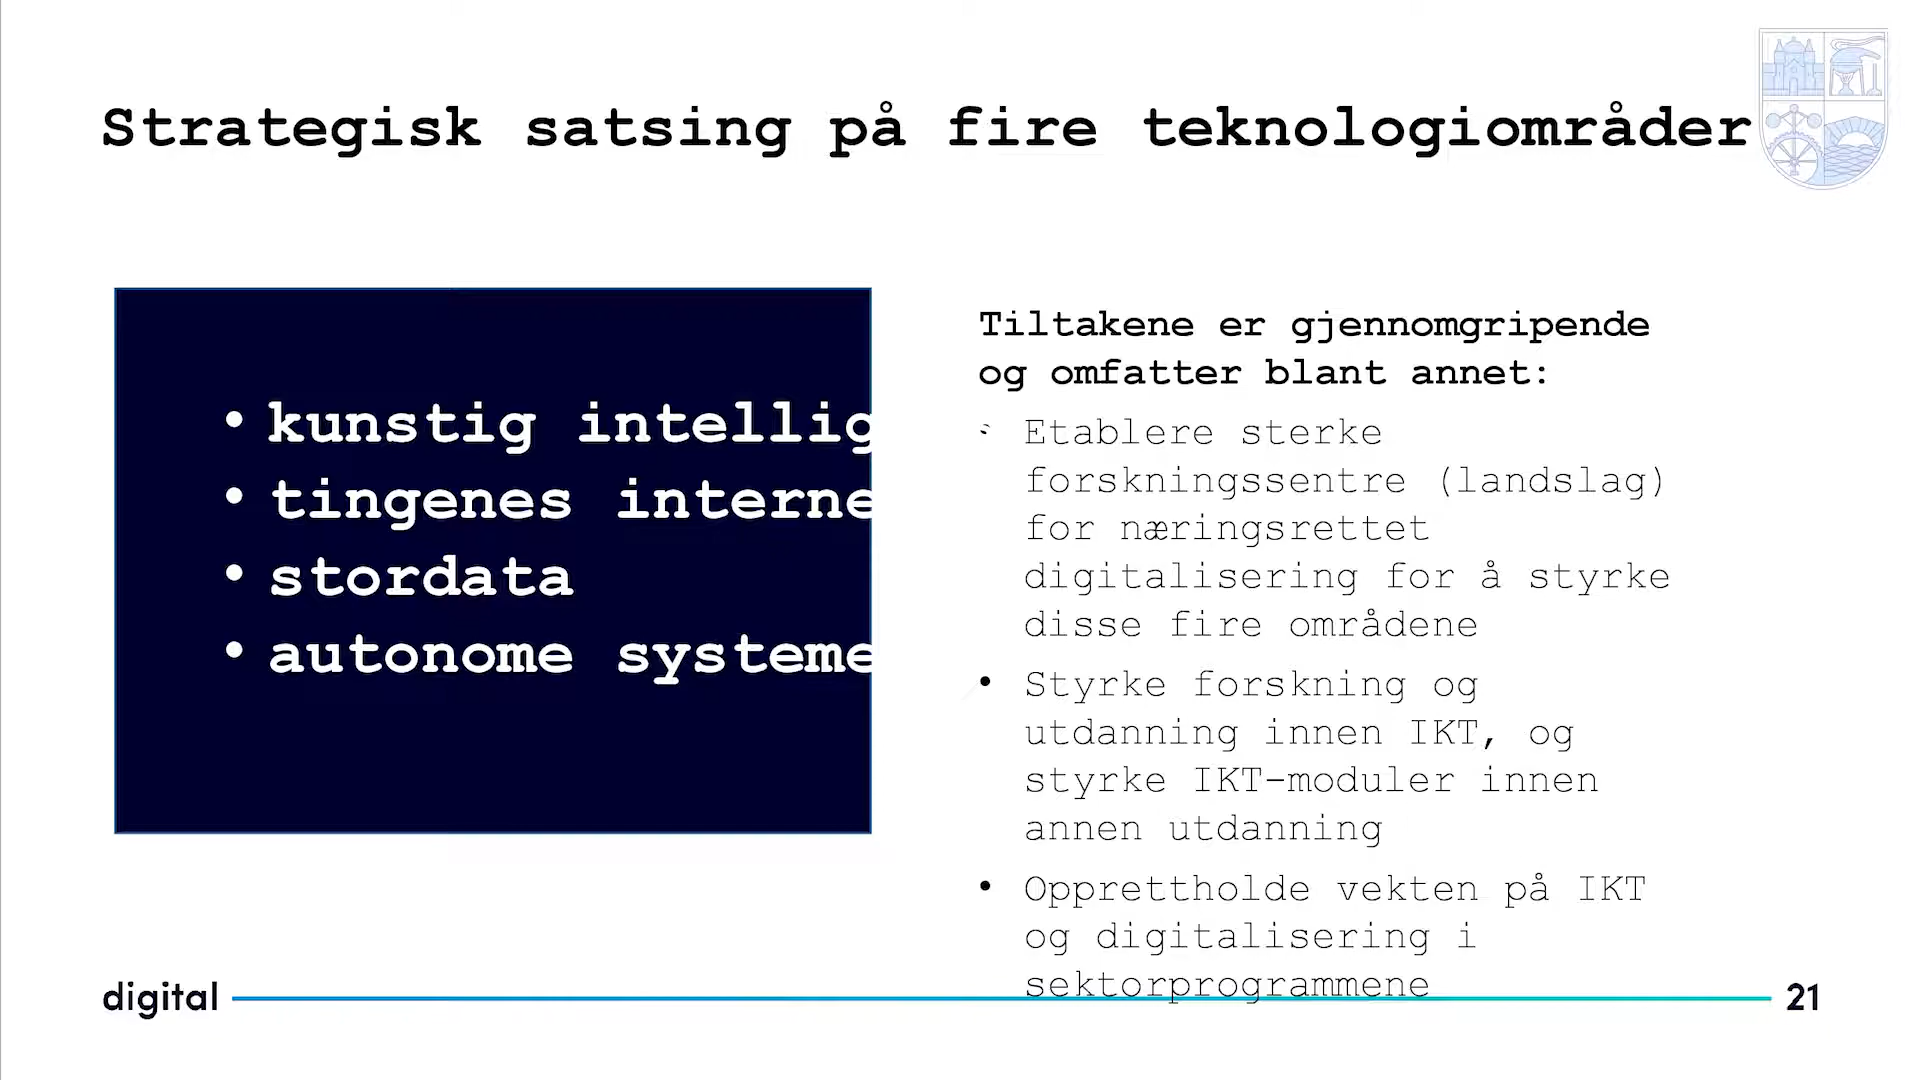 Strategisk satsing på fire teknologiområder
• kunstig intellig
• tingenes interne
• stordata
• autonome systeme
Tiltakene er gjennomgripende
og omfatter blant annet:
Etablere sterke
forskningssentre (landslag)
for næringsrettet
digitalisering for å styrke
disse fire områdene
• Styrke forskning og
utdanning innen IKT, og
styrke IKT-moduler innen
annen utdanning
• Opprettholde vekten på IKT
og digitalisering i
sektorprogrammene
digital
21